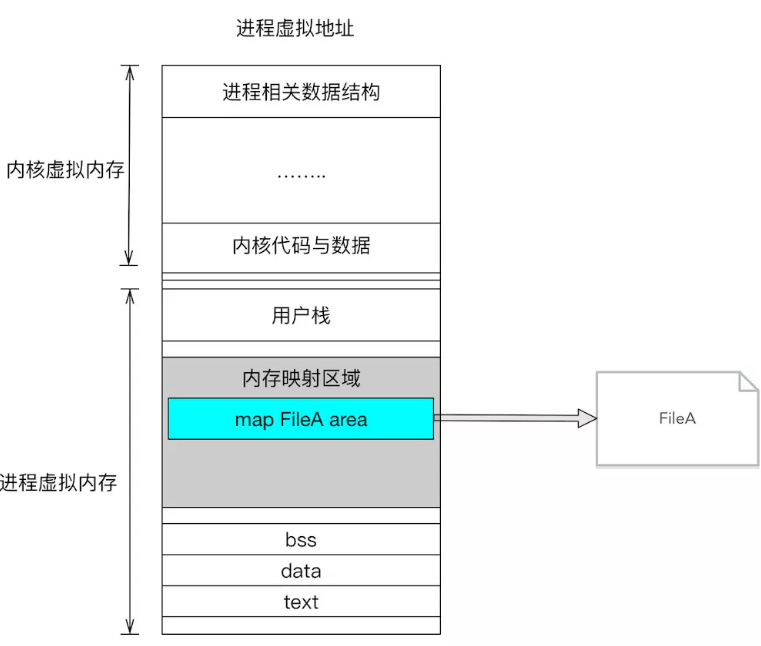 进程虚拟地址
进程相关数据结构
内核虚拟内存
........
内核代码与数据
用户栈
内存映射区域
map FileA area
FileA
进程虚拟内存
bss
data
text